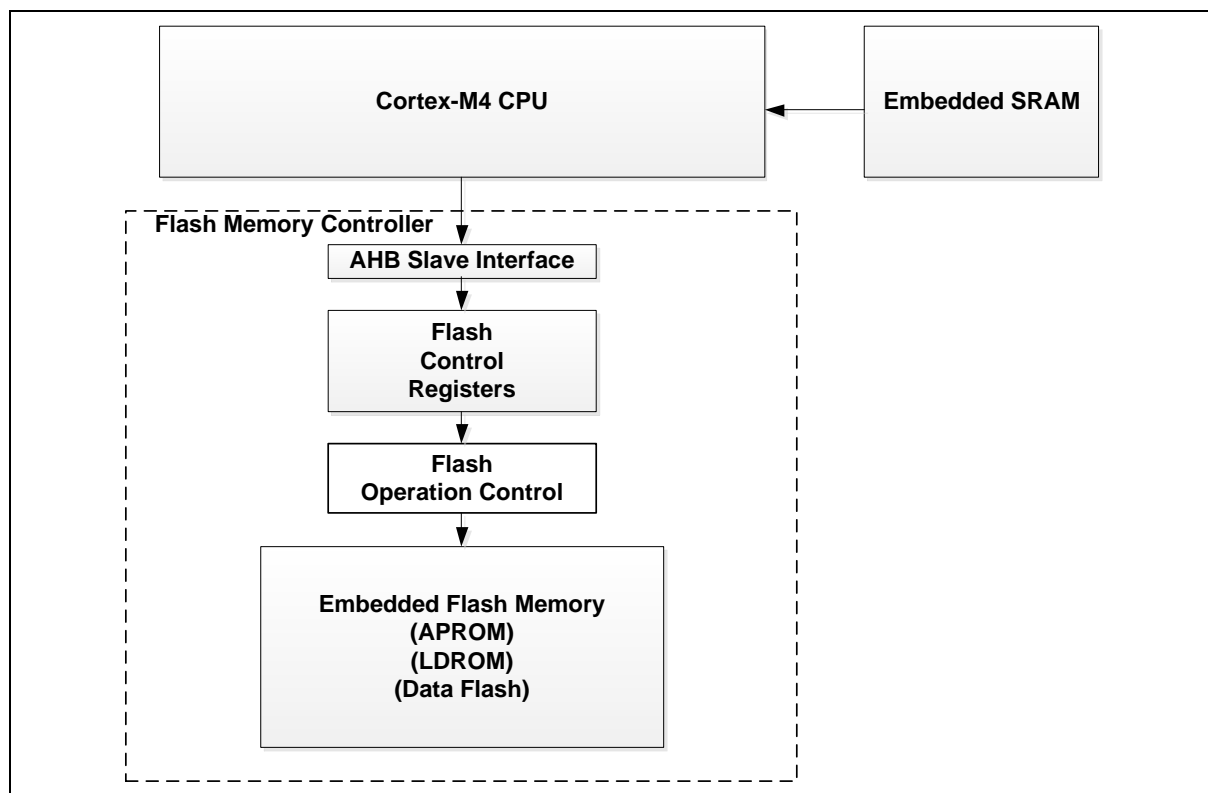 Cortex-M4 CPU
Embedded SRAM
Flash Memory Controller
AHB Slave Interface
Flash
Control
Registers
Flash
Operation Control
Embedded Flash Memory
(APROM)
(LDROM)
(Data Flash)